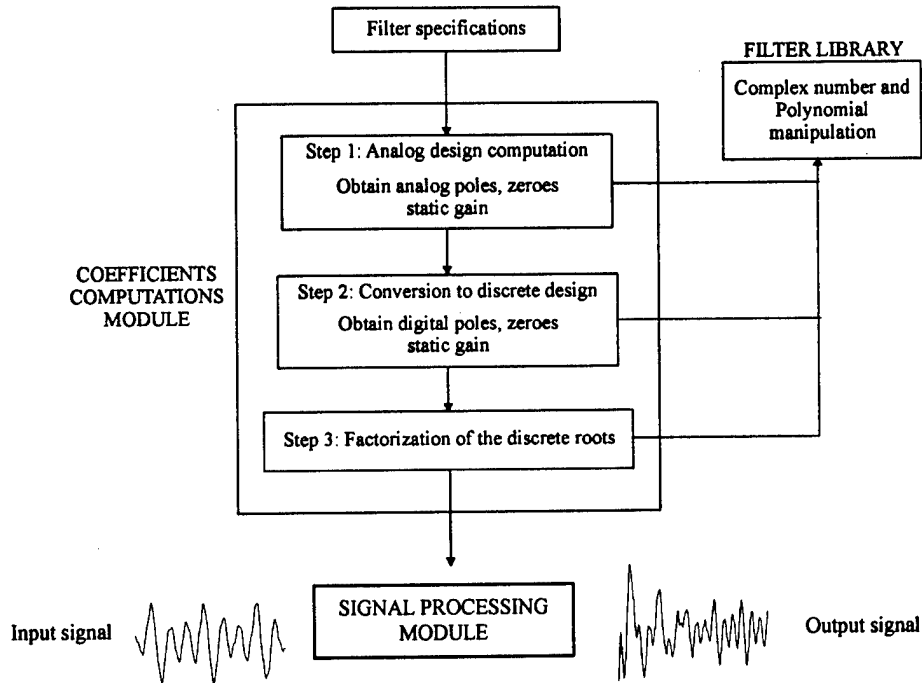 Filter specifications
FILTER LIBRARY
Complex number and
Polynomial
manipulation
Step 1: Analog design computation
Obtain analog poles, zeroes
static gain
COEFFICIENTS
COMPUTATIONS
MODULE
Step 2: Conversion to discrete design
Obtain digital poles, zeroes
static gain
Step 3: Factorization of the discrete roots
Input signal
SIGNAL PROCESSING
MODULE
Output signal